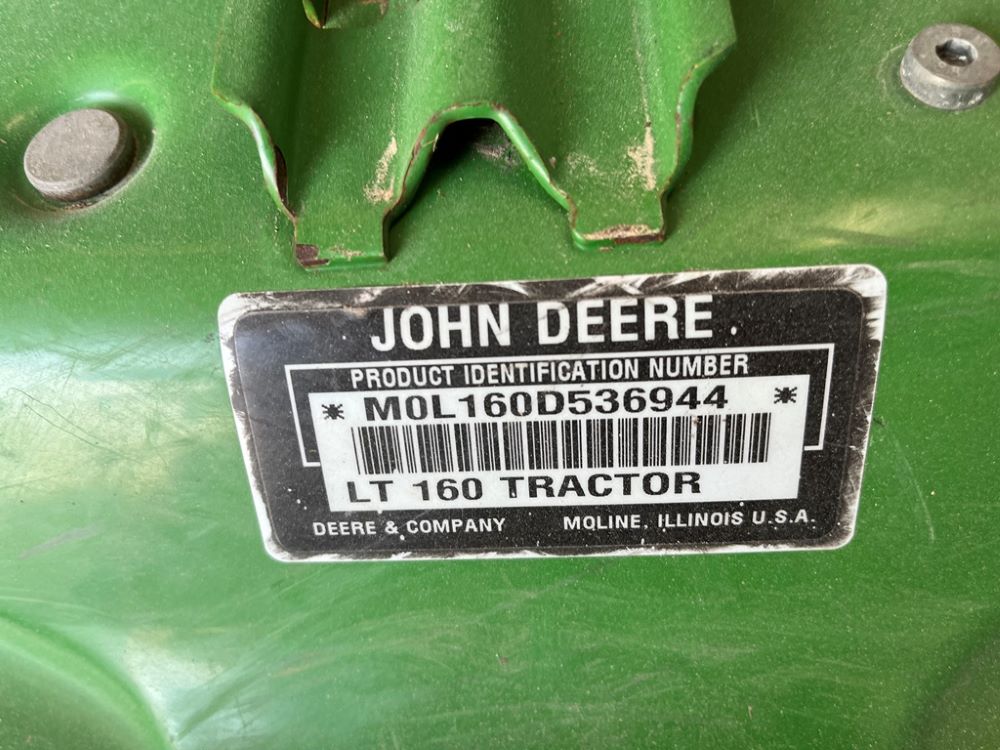 JOHN DEERE
PRODUCT IDENTIFICATION NUMBER
* M0L160D536944 *
LT 160 TRACTOR
DEERE & COMPANY MOLINE, ILLINOIS U.S.A.